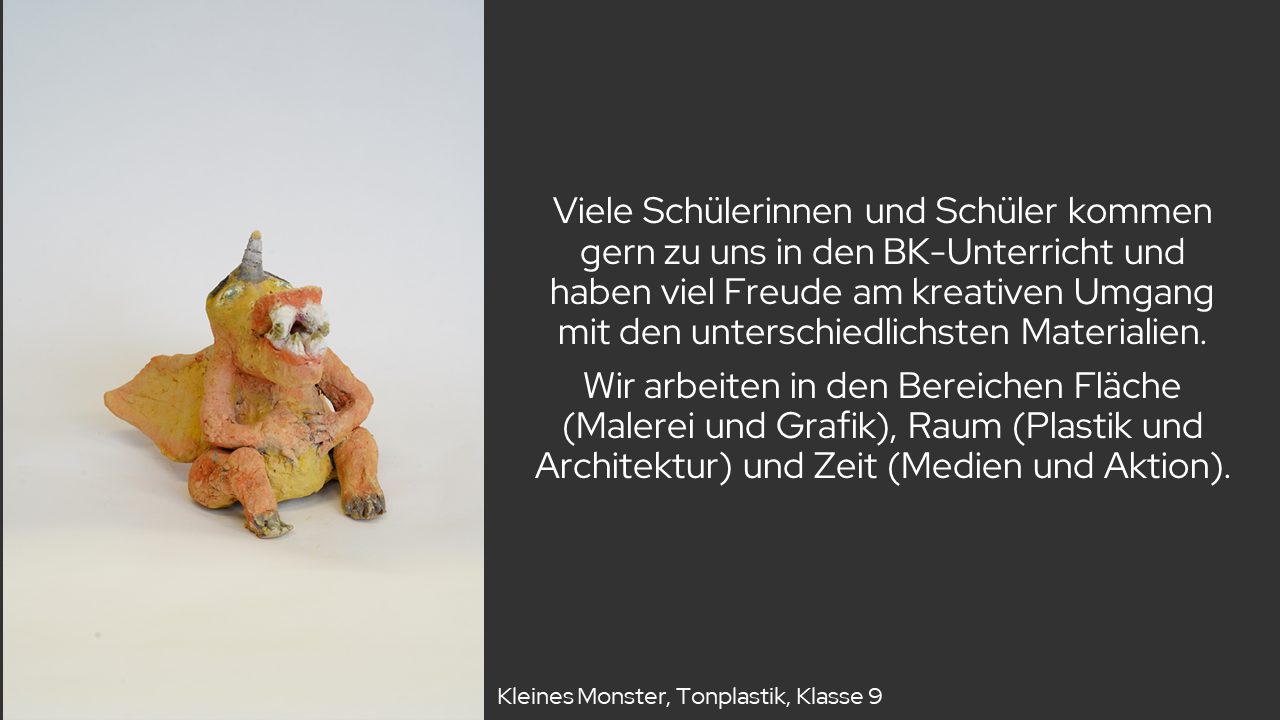 Viele Schülerinnen und Schüler kommen
gern zu uns in den BK-Unterricht und
haben viel Freude am kreativen Umgang
mit den unterschiedlichsten Materialien.
Wir arbeiten in den Bereichen Fläche
(Malerei und Grafik), Raum (Plastik und
Architektur) und Zeit (Medien und Aktion).
Kleines Monster, Tonplastik, Klasse 9